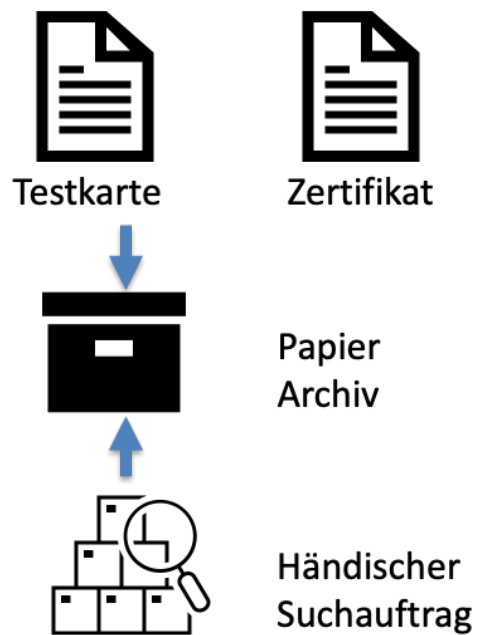 Testkarte
Zertifikat
Papier
Archiv
Händischer
Suchauftrag